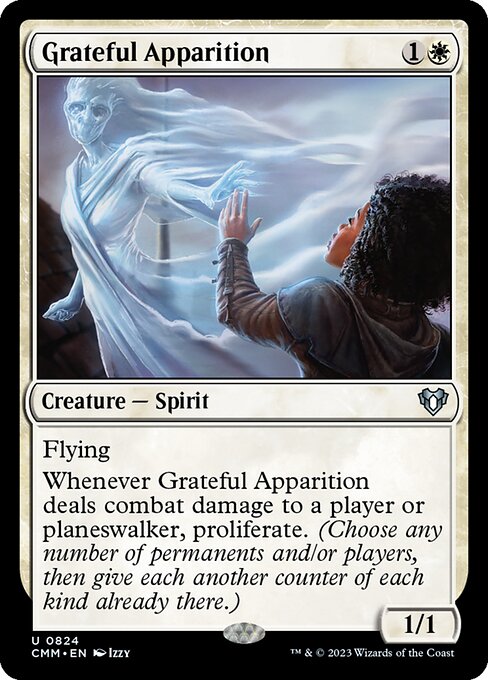 Grateful Apparition 1
Creature — Spirit
Flying
Whenever Grateful Apparition
deals combat damage to a player or
planeswalker, proliferate. (Choose any
number of permanents and/or players,
then give each another counter of each
kind already there.)
1/1
U 0824
CMM • EN Izzy
™ & © 2023 Wizards of the Coast